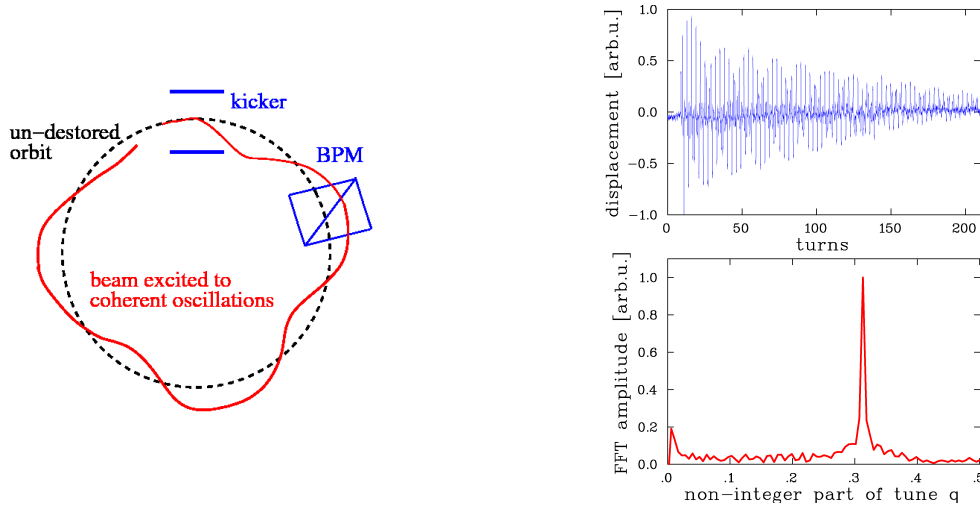 kicker
un-destored
orbit
BPM
beam excited to
coherent oscillations
displacement [arb.u.]
1.0
0.5
0.0
-0.5
-1.0
0
50
100
150
200
turns
FFT amplitude [arb.u.]
1.0
0.8
0.6
0.4
0.2
0.0
.0
.1
.2
.3
.4
.5
non-integer part of tune q